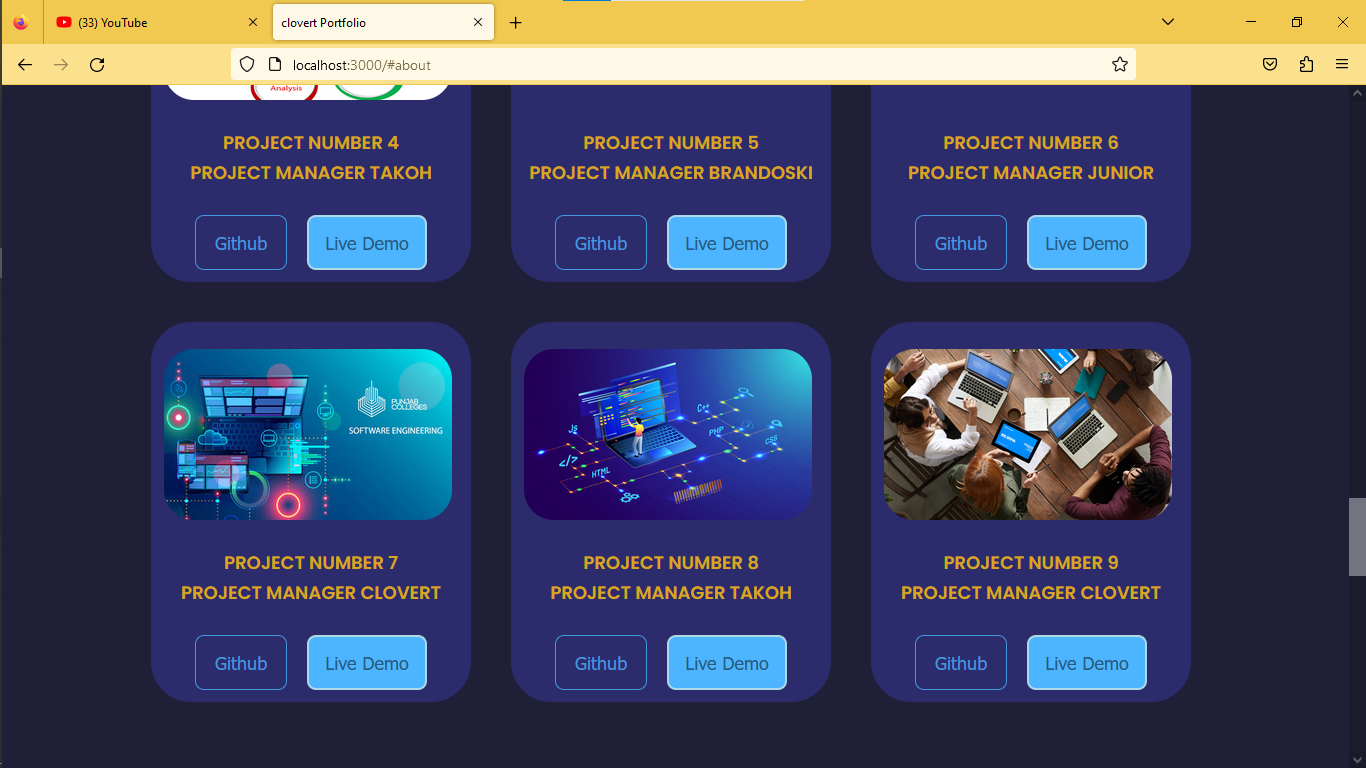 (33) YouTube
clovert Portfolio
localhost:3000/#about
Analysis
PROJECT NUMBER 4
PROJECT MANAGER TAKOH
Github
Live Demo
PROJECT NUMBER 5
PROJECT MANAGER BRANDOSKI
Github
Live Demo
PROJECT NUMBER 6
PROJECT MANAGER JUNIOR
Github
Live Demo
PUNJAB
COLLEGES
SOFTWARE ENGINEERING
PROJECT NUMBER 7
PROJECT MANAGER CLOVERT
Github
Live Demo
Js
C++
</>
HTML
PHP
CSS
PROJECT NUMBER 8
PROJECT MANAGER TAKOH
Github
Live Demo
PROJECT NUMBER 9
PROJECT MANAGER CLOVERT
Github
Live Demo